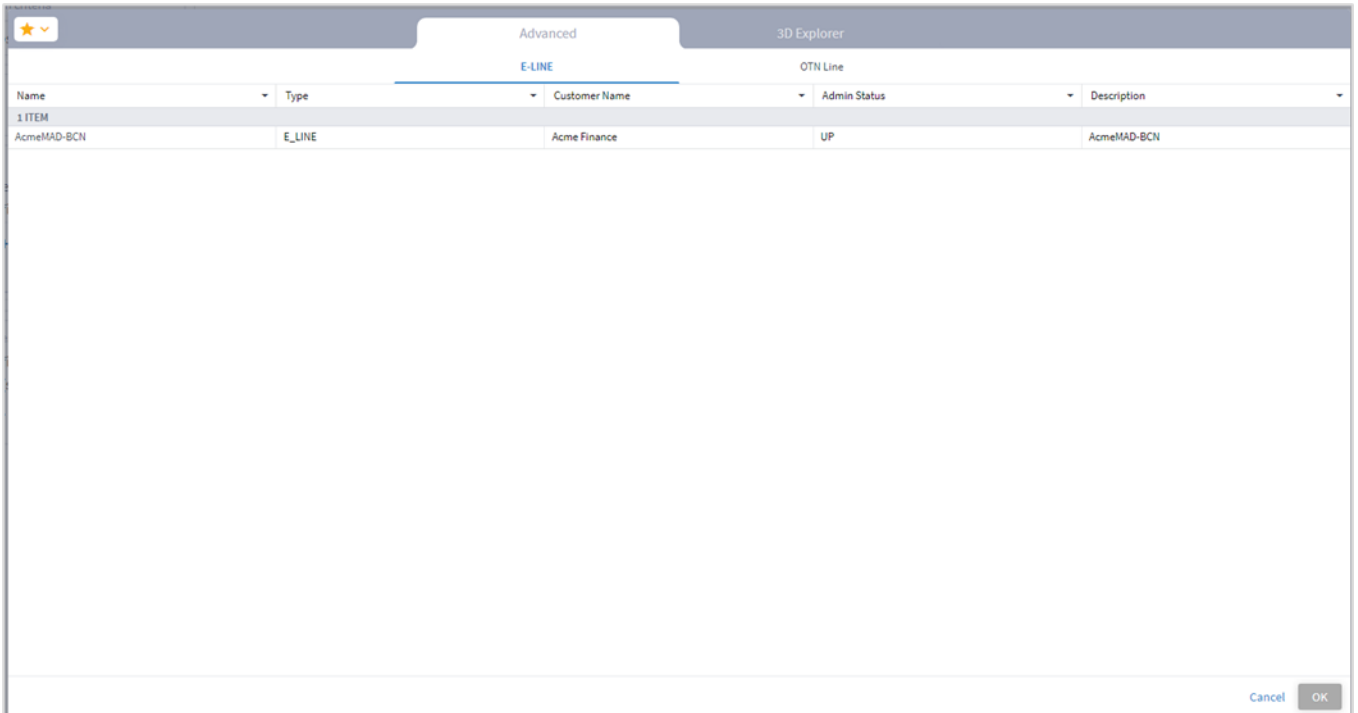 Advanced 3D Explorer
E-LINE OTN Line
Name Type Customer Name Admin Status Description
1 ITEM
AcmeMAD-BCN E_LINE Acme Finance UP AcmeMAD-BCN
Cancel OK